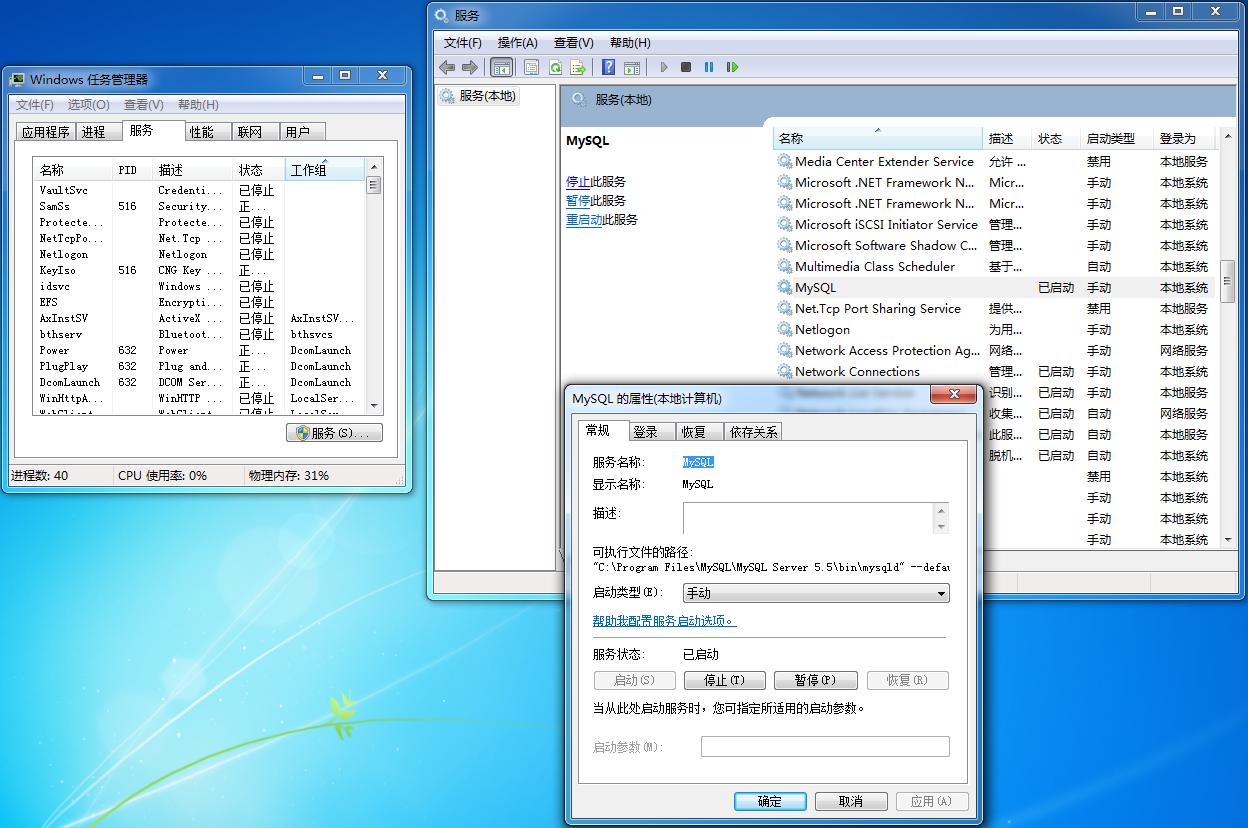 Windows 任务管理器
文件(F) 选项(O) 查看(V) 帮助(H)
应用程序 进程 服务 性能 联网 用户
名称 PID 描述 状态 工作组
VaultSvc Credenti... 已停止
SamSs 516 Security... 正...
Protecte... Protecte... 已停止
NetTcpPo... Net.Tcp ... 已停止
Netlogon Netlogon 已停止
KeyIso 516 CNG Key ... 正...
idsvc Windows ... 已停止
EFS Encrypti... 已停止
AxInstSV ActiveX ... 已停止 AxInstSV...
bthserv Bluetoot... 已停止 bthsvcs
Power 632 Power 正... DcomLaunch
PlugPlay 632 Plug and... 正... DcomLaunch
DcomLaunch 632 DCOM Ser... 正... DcomLaunch
WinHttpA... WinHTTP ... 已停止 LocalSer...
服务(S)...
进程数: 40 CPU 使用率: 0% 物理内存: 31%
服务
文件(F) 操作(A) 查看(V) 帮助(H)
服务(本地)
服务(本地)
MySQL
停止此服务
暂停此服务
重启动此服务
名称 描述 状态 启动类型 登录为
Media Center Extender Service 允许 ... 禁用 本地服务
Microsoft .NET Framework N... Micr... 手动 本地系统
Microsoft .NET Framework N... Micr... 手动 本地系统
Microsoft iSCSI Initiator Service 管理... 手动 本地系统
Microsoft Software Shadow C... 管理... 手动 本地系统
Multimedia Class Scheduler 基于... 自动 本地系统
MySQL 已启动 手动 本地系统
Net.Tcp Port Sharing Service 提供... 禁用 本地服务
Netlogon 为用... 手动 本地系统
Network Access Protection Ag... 网络... 手动 网络服务
Network Connections 管理... 已启动 手动 本地系统
识别... 已启动 手动 本地服务
收集... 已启动 自动 网络服务
此服... 已启动 自动 本地服务
脱机... 已启动 自动 本地系统
禁用 本地系统
手动 本地系统
手动 本地系统
手动 本地系统
MySQL 的属性(本地计算机)
常规 登录 恢复 依存关系
服务名称: MySQL
显示名称: MySQL
描述:
可执行文件的路径:
"C:\Program Files\MySQL\MySQL Server 5.5\bin\mysqld" --defau
启动类型(E): 手动
帮助我配置服务启动选项。
服务状态: 已启动
启动(S) 停止(T) 暂停(P) 恢复(R)
当从此处启动服务时，您可指定所适用的启动参数。
启动参数(M):
确定 取消 应用(A)